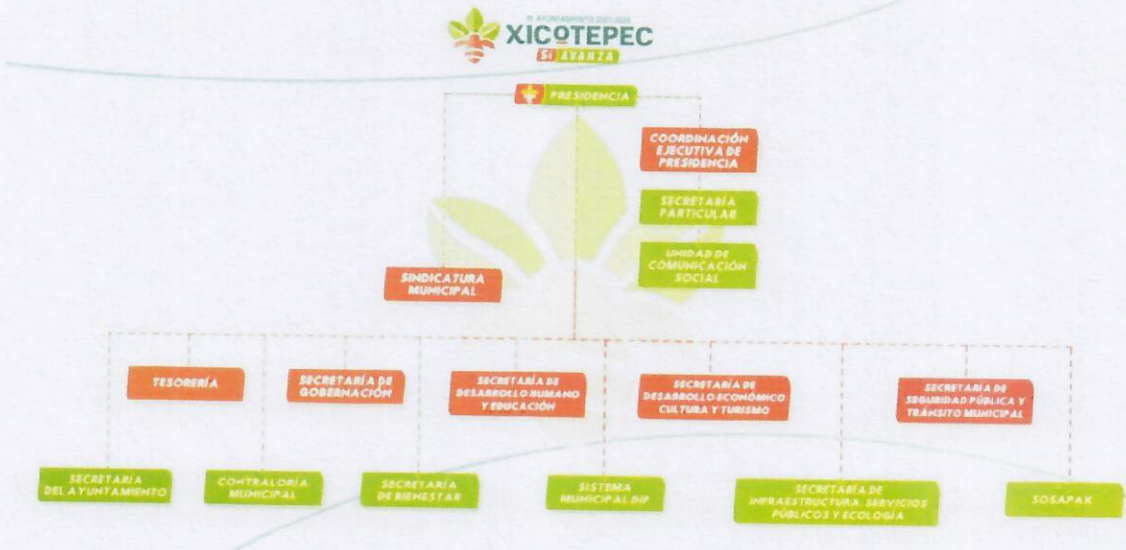 H. AYUNTAMIENTO 2021-2024
XICOTEPEC
SÍ AVANZA
PRESIDENCIA
COORDINACIÓN
EJECUTIVA DE
PRESIDENCIA
SECRETARÍA
PARTICULAR
UNIDAD DE
COMUNICACIÓN
SOCIAL
SINDICATURA
MUNICIPAL
TESORERÍA
SECRETARÍA DE
GOBERNACIÓN
SECRETARÍA DE
DESARROLLO HUMANO
Y EDUCACIÓN
SECRETARÍA DE
DESARROLLO ECONÓMICO
CULTURA Y TURISMO
SECRETARÍA DE
SEGURIDAD PÚBLICA Y
TRÁNSITO MUNICIPAL
SECRETARÍA
DEL AYUNTAMIENTO
CONTRALORÍA
MUNICIPAL
SECRETARÍA
DE BIENESTAR
SISTEMA
MUNICIPAL DIF
SECRETARÍA DE
INFRAESTRUCTURA SERVICIOS
PÚBLICOS Y ECOLOGÍA
SOSAPAX